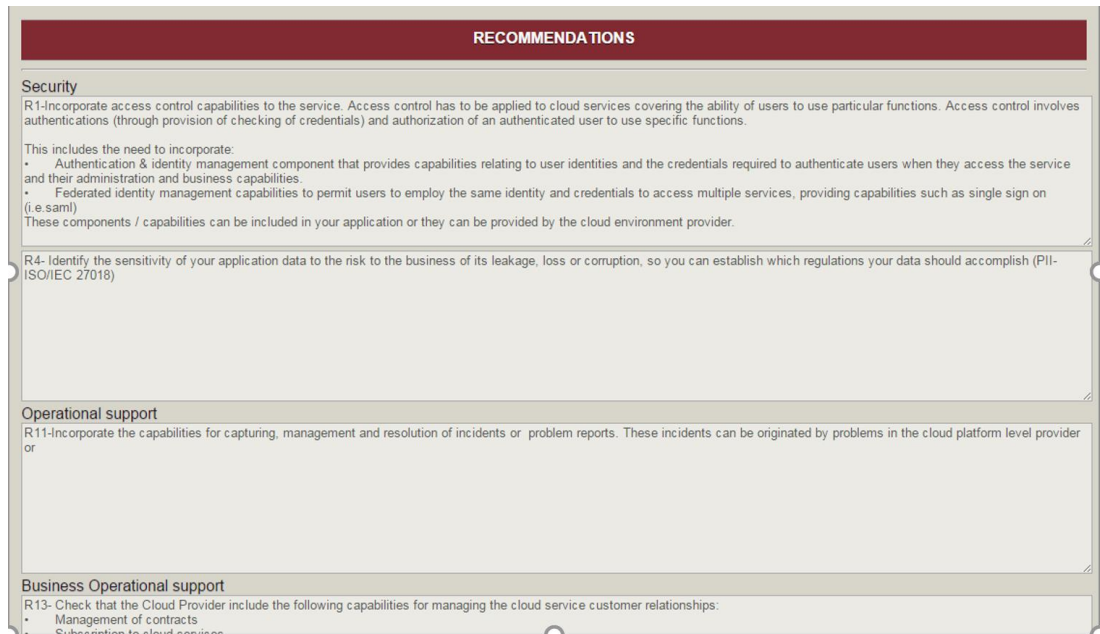 RECOMMENDATIONS
Security
R1-Incorporate access control capabilities to the service. Access control has to be applied to cloud services covering the ability of users to use particular functions. Access control involves
authentications (through provision of checking of credentials) and authorization of an authenticated user to use specific functions.
This includes the need to incorporate:
• Authentication & identity management component that provides capabilities relating to user identities and the credentials required to authenticate users when they access the service
and their administration and business capabilities.
• Federated identity management capabilities to permit users to employ the same identity and credentials to access multiple services, providing capabilities such as single sign on
(i.e.saml)
These components / capabilities can be included in your application or they can be provided by the cloud environment provider.
R4- Identify the sensitivity of your application data to the risk to the business of its leakage, loss or corruption, so you can establish which regulations your data should accomplish (PII-
ISO/IEC 27018)
Operational support
R11-Incorporate the capabilities for capturing, management and resolution of incidents or  problem reports. These incidents can be originated by problems in the cloud platform level provider
or
Business Operational support
R13- Check that the Cloud Provider include the following capabilities for managing the cloud service customer relationships:
• Management of contracts
• Subscription to cloud services